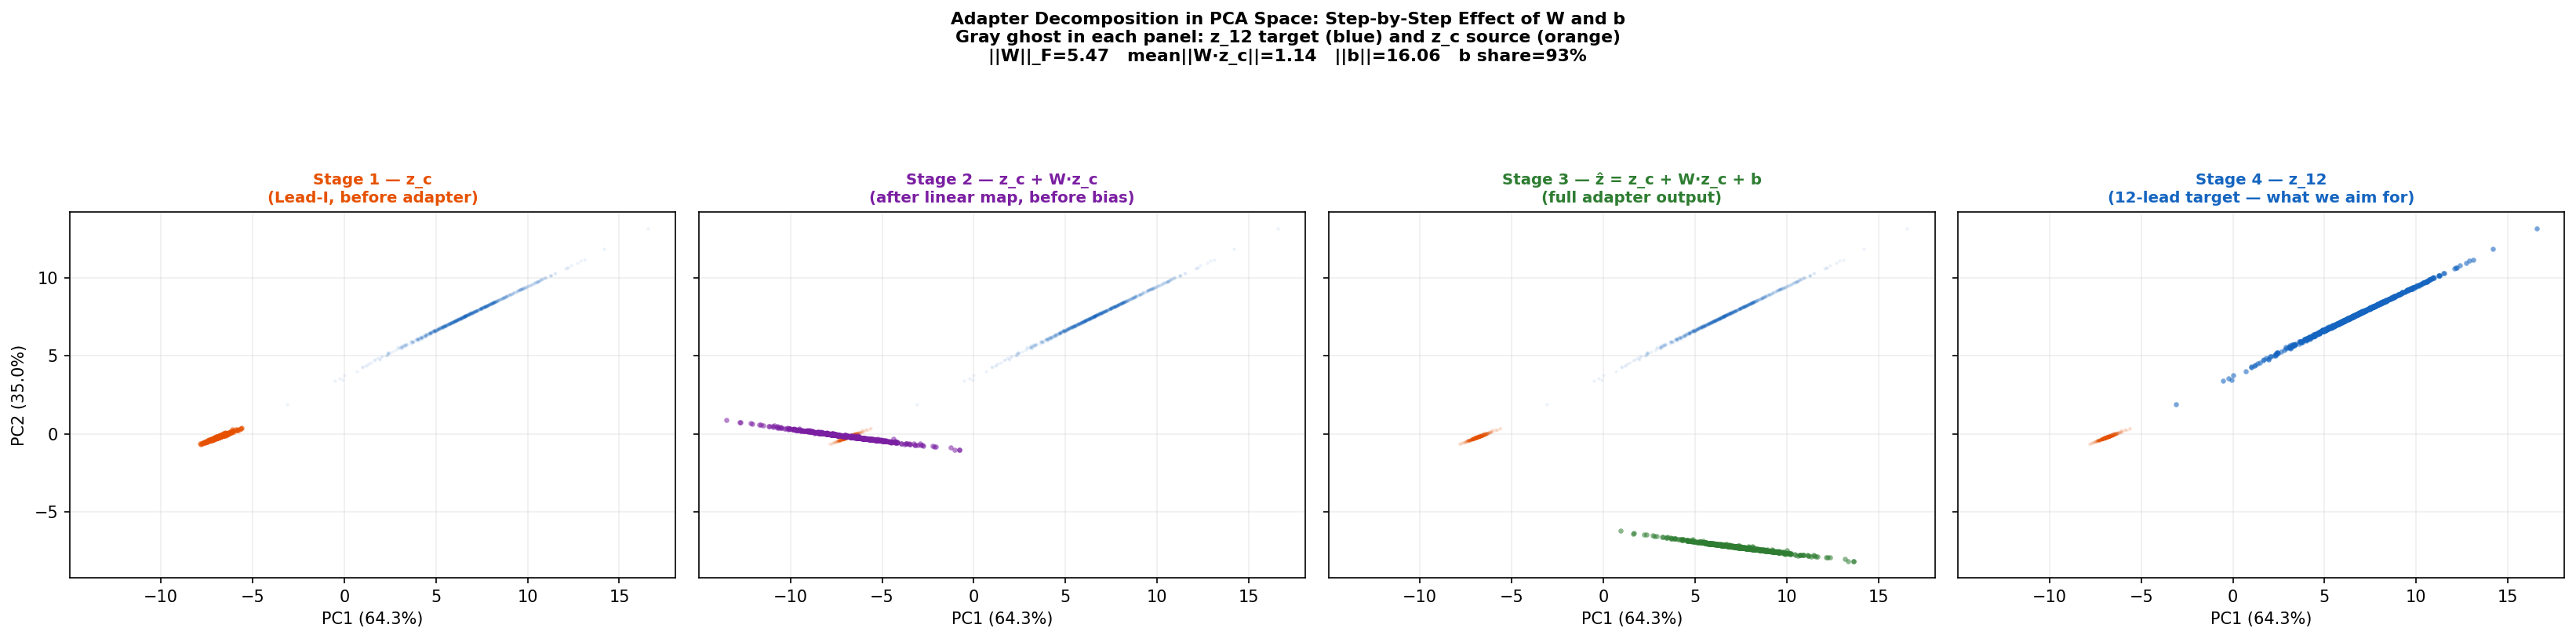 Adapter Decomposition in PCA Space: Step-by-Step Effect of W and b
Gray ghost in each panel: z_12 target (blue) and z_c source (orange)
||W||_F=5.47   mean||W·z_c||=1.14   ||b||=16.06   b share=93%
Stage 1 — z_c
(Lead-I, before adapter)
Stage 2 — z_c + W·z_c
(after linear map, before bias)
Stage 3 — ẑ = z_c + W·z_c + b
(full adapter output)
Stage 4 — z_12
(12-lead target — what we aim for)
PC2 (35.0%)
10
5
0
−5
−10 −5 0 5 10 15
−10 −5 0 5 10 15
−10 −5 0 5 10 15
−10 −5 0 5 10 15
PC1 (64.3%)
PC1 (64.3%)
PC1 (64.3%)
PC1 (64.3%)